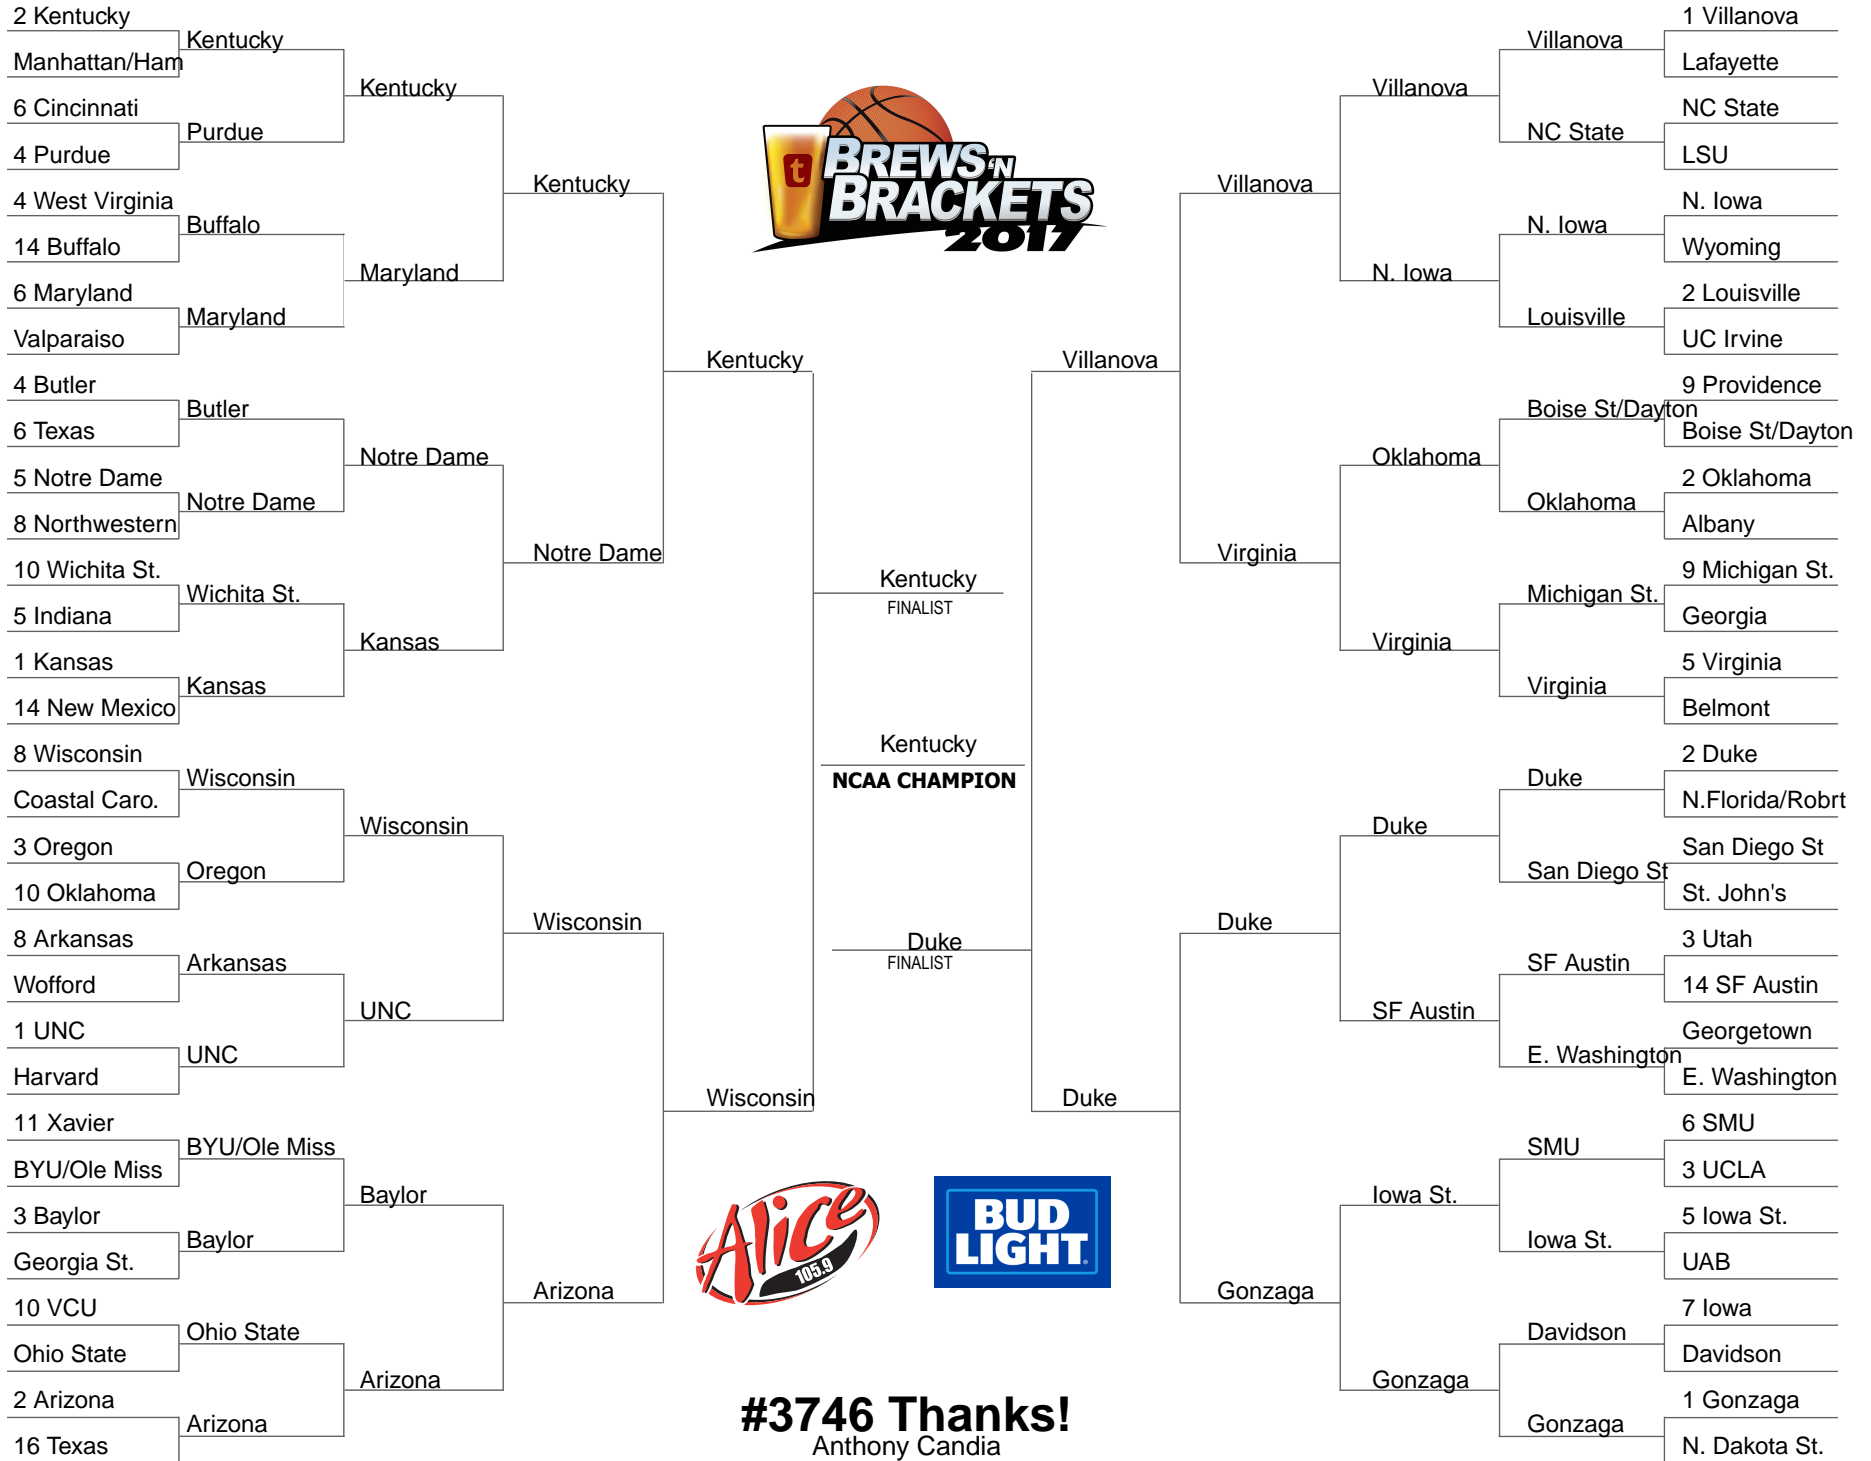 2 Kentucky
Manhattan/Ham
6 Cincinnati
4 Purdue
4 West Virginia
14 Buffalo
6 Maryland
Valparaiso
4 Butler
6 Texas
5 Notre Dame
8 Northwestern
10 Wichita St.
5 Indiana
1 Kansas
14 New Mexico
8 Wisconsin
Coastal Caro.
3 Oregon
10 Oklahoma
8 Arkansas
Wofford
1 UNC
Harvard
11 Xavier
BYU/Ole Miss
3 Baylor
Georgia St.
10 VCU
Ohio State
2 Arizona
16 Texas
Kentucky
Purdue
Buffalo
Maryland
Butler
Notre Dame
Wichita St.
Kansas
Wisconsin
Oregon
Arkansas
UNC
BYU/Ole Miss
Baylor
Ohio State
Arizona
Kentucky
Maryland
Notre Dame
Kansas
Wisconsin
UNC
Baylor
Arizona
Kentucky
Notre Dame
Wisconsin
Arizona
Kentucky
Wisconsin
t
BREWS 'N
BRACKETS
2017
Kentucky
FINALIST
Kentucky
NCAA CHAMPION
Duke
FINALIST
Alice
105.9
BUD
LIGHT
#3746 Thanks!
Anthony Candia
Villanova
Duke
Villanova
Virginia
Duke
Gonzaga
Villanova
N. Iowa
Oklahoma
Virginia
Duke
SF Austin
Iowa St.
Gonzaga
Villanova
NC State
N. Iowa
Louisville
Boise St/Dayton
Oklahoma
Michigan St.
Virginia
Duke
San Diego St
SF Austin
E. Washington
SMU
Iowa St.
Davidson
Gonzaga
1 Villanova
Lafayette
NC State
LSU
N. Iowa
Wyoming
2 Louisville
UC Irvine
9 Providence
Boise St/Dayton
2 Oklahoma
Albany
9 Michigan St.
Georgia
5 Virginia
Belmont
2 Duke
N.Florida/Robrt
San Diego St
St. John's
3 Utah
14 SF Austin
Georgetown
E. Washington
6 SMU
3 UCLA
5 Iowa St.
UAB
7 Iowa
Davidson
1 Gonzaga
N. Dakota St.